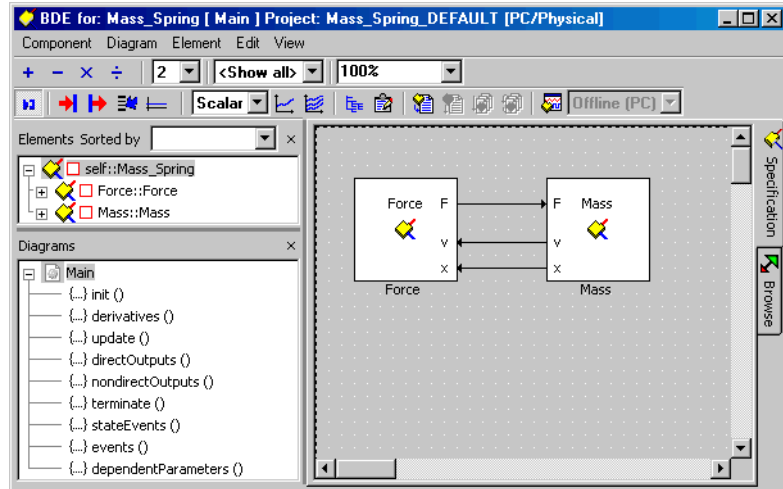 BDE for: Mass_Spring [ Main ] Project: Mass_Spring_DEFAULT [PC/Physical]
Component Diagram Element Edit View
+ - × ÷ 2 <Show all> 100%
Scalar Offline (PC)
Elements Sorted by
self::Mass_Spring
Force::Force
Mass::Mass
Diagrams
Main
{...} init ()
{...} derivatives ()
{...} update ()
{...} directOutputs ()
{...} nondirectOutputs ()
{...} terminate ()
{...} stateEvents ()
{...} events ()
{...} dependentParameters ()
Force F F Mass
v v
x x
Force Mass
Specification
Browse